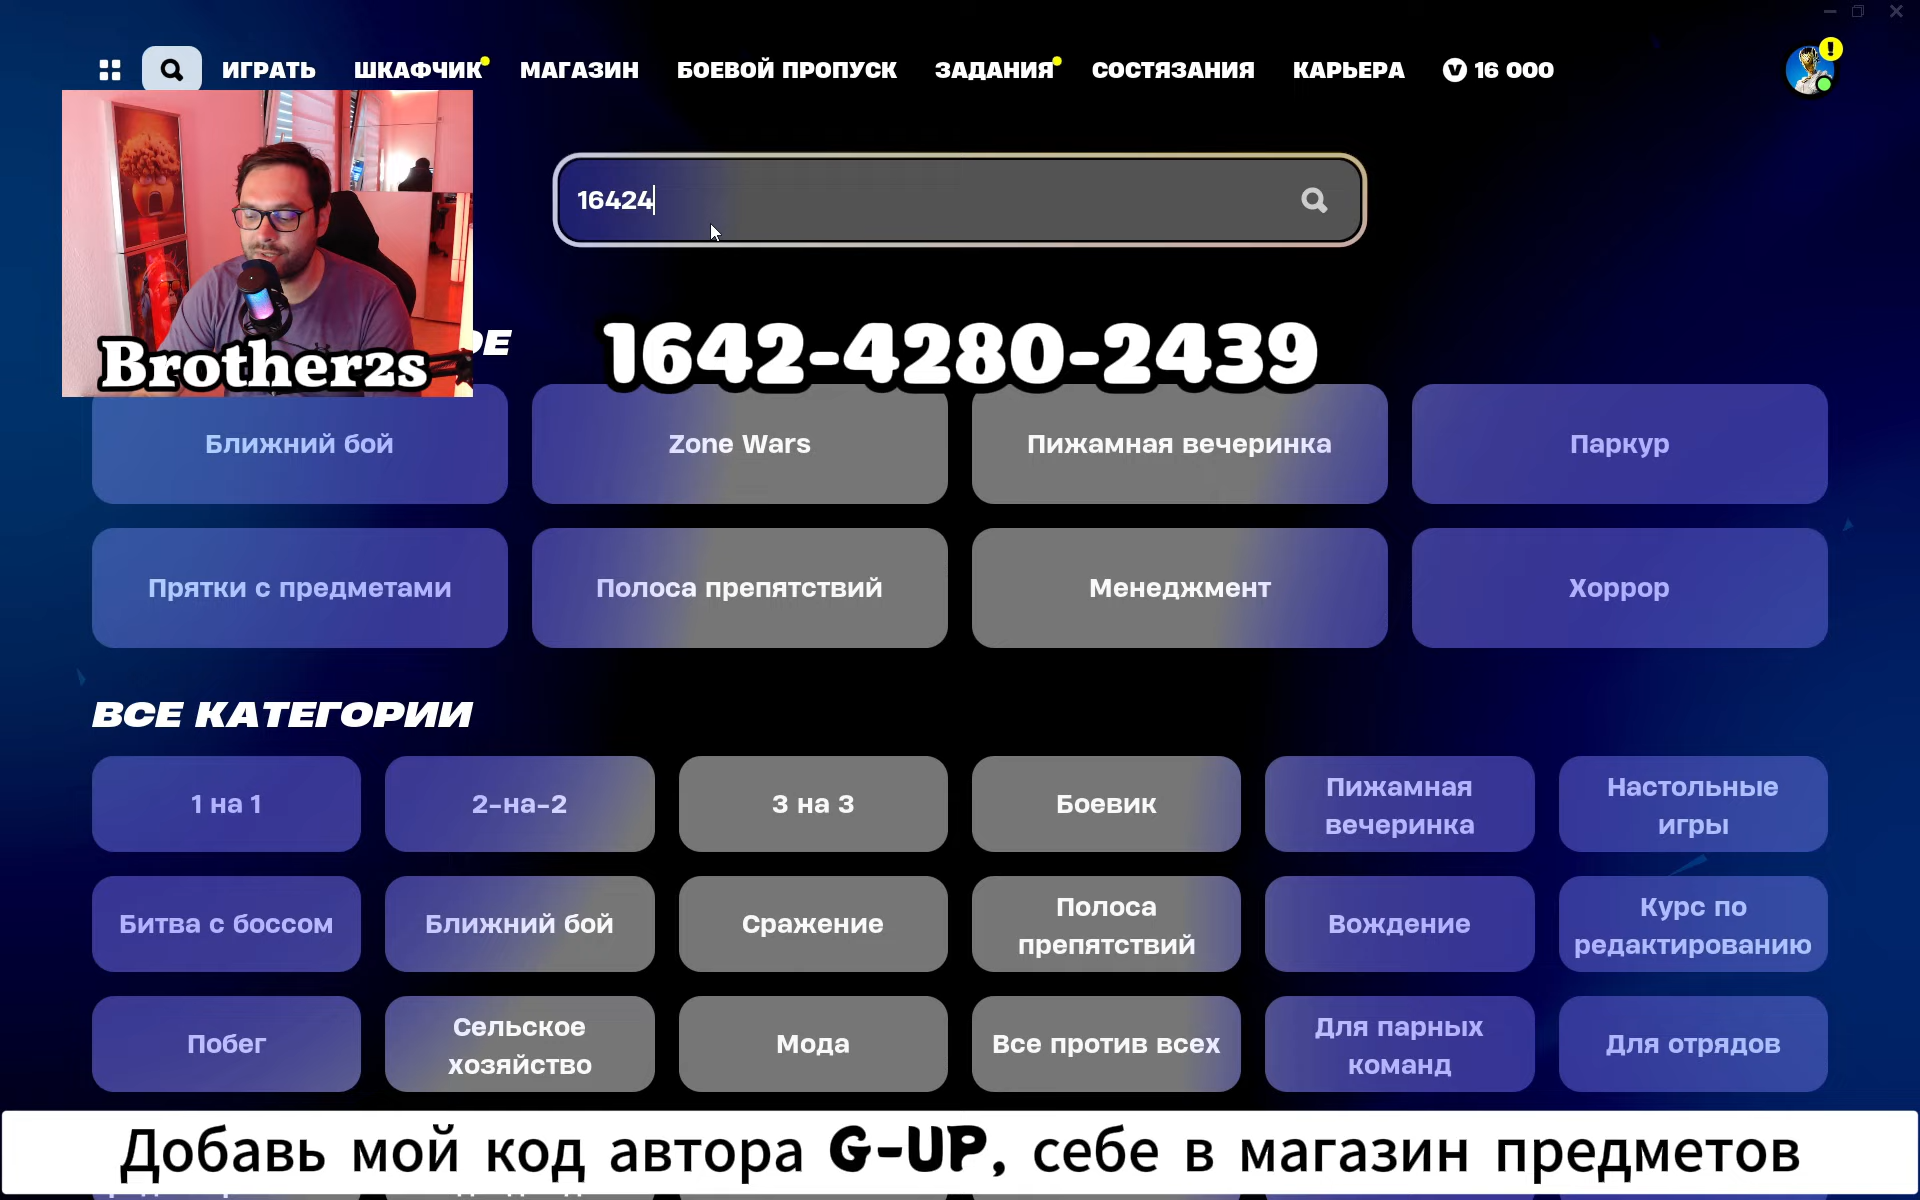 ИГРАТЬ ШКАФЧИК МАГАЗИН БОЕВОЙ ПРОПУСК ЗАДАНИЯ СОСТЯЗАНИЯ КАРЬЕРА 16 000
16424
Brother2s
1642-4280-2439
Ближний бой Zone Wars Пижамная вечеринка Паркур
Прятки с предметами Полоса препятствий Менеджмент Хоррор
ВСЕ КАТЕГОРИИ
1 на 1 2-на-2 3 на 3 Боевик Пижамная вечеринка Настольные игры
Битва с боссом Ближний бой Сражение Полоса препятствий Вождение Курс по редактированию
Побег Сельское хозяйство Мода Все против всех Для парных команд Для отрядов
Добавь мой код автора G-UP, себе в магазин предметов